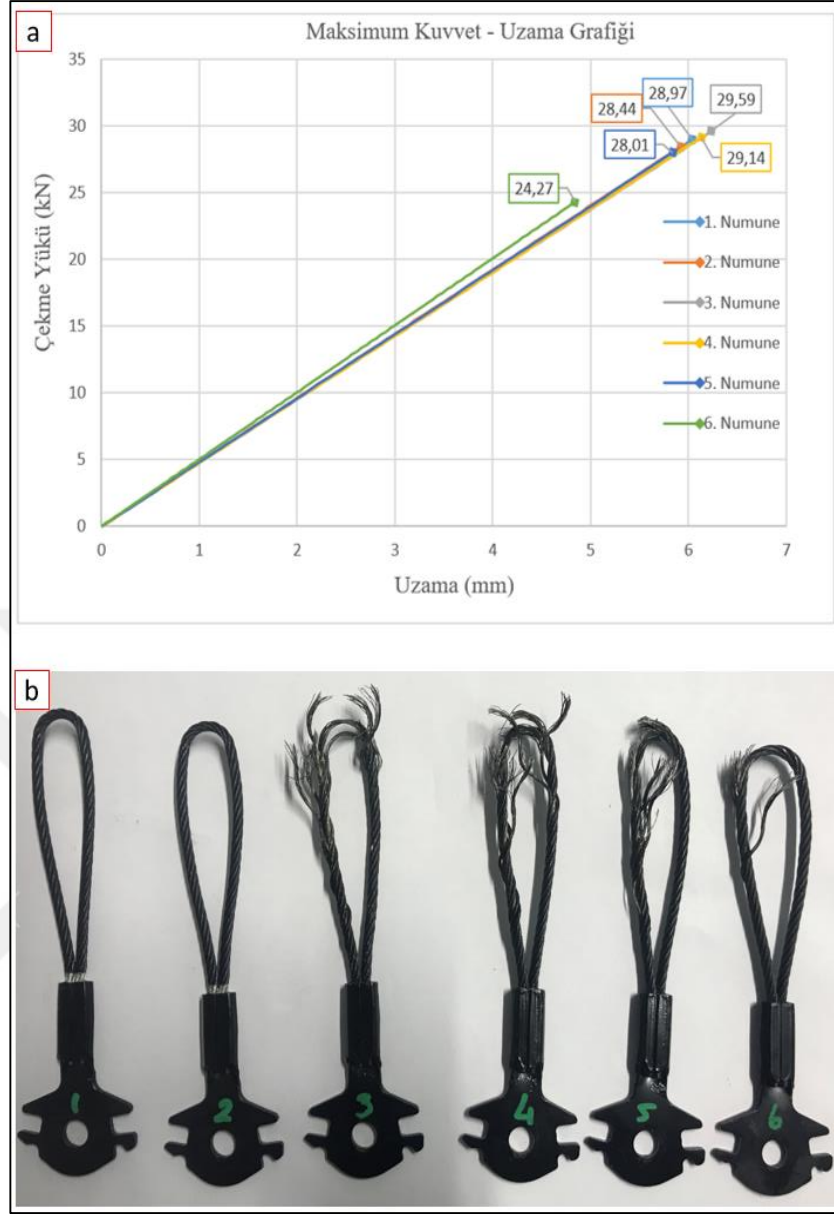 a
Maksimum Kuvvet - Uzama Grafiği
Çekme Yükü (kN)
35
30
25
20
15
10
5
0
28,97
29,59
28,44
28,01
29,14
24,27
1. Numune
2. Numune
3. Numune
4. Numune
5. Numune
6. Numune
0 1 2 3 4 5 6 7
Uzama (mm)
b
1 2 3 4 5 6